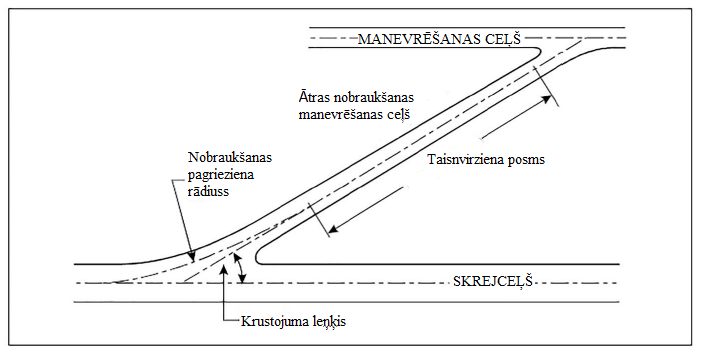 MANEVRĒŠANAS CEĻŠ
Ātras nobraukšanas
manevrēšanas ceļš
Nobraukšanas
pagrieziena
rādiuss
Taisnvirziena posms
SKREJCEĻŠ
Krustojuma leņķis